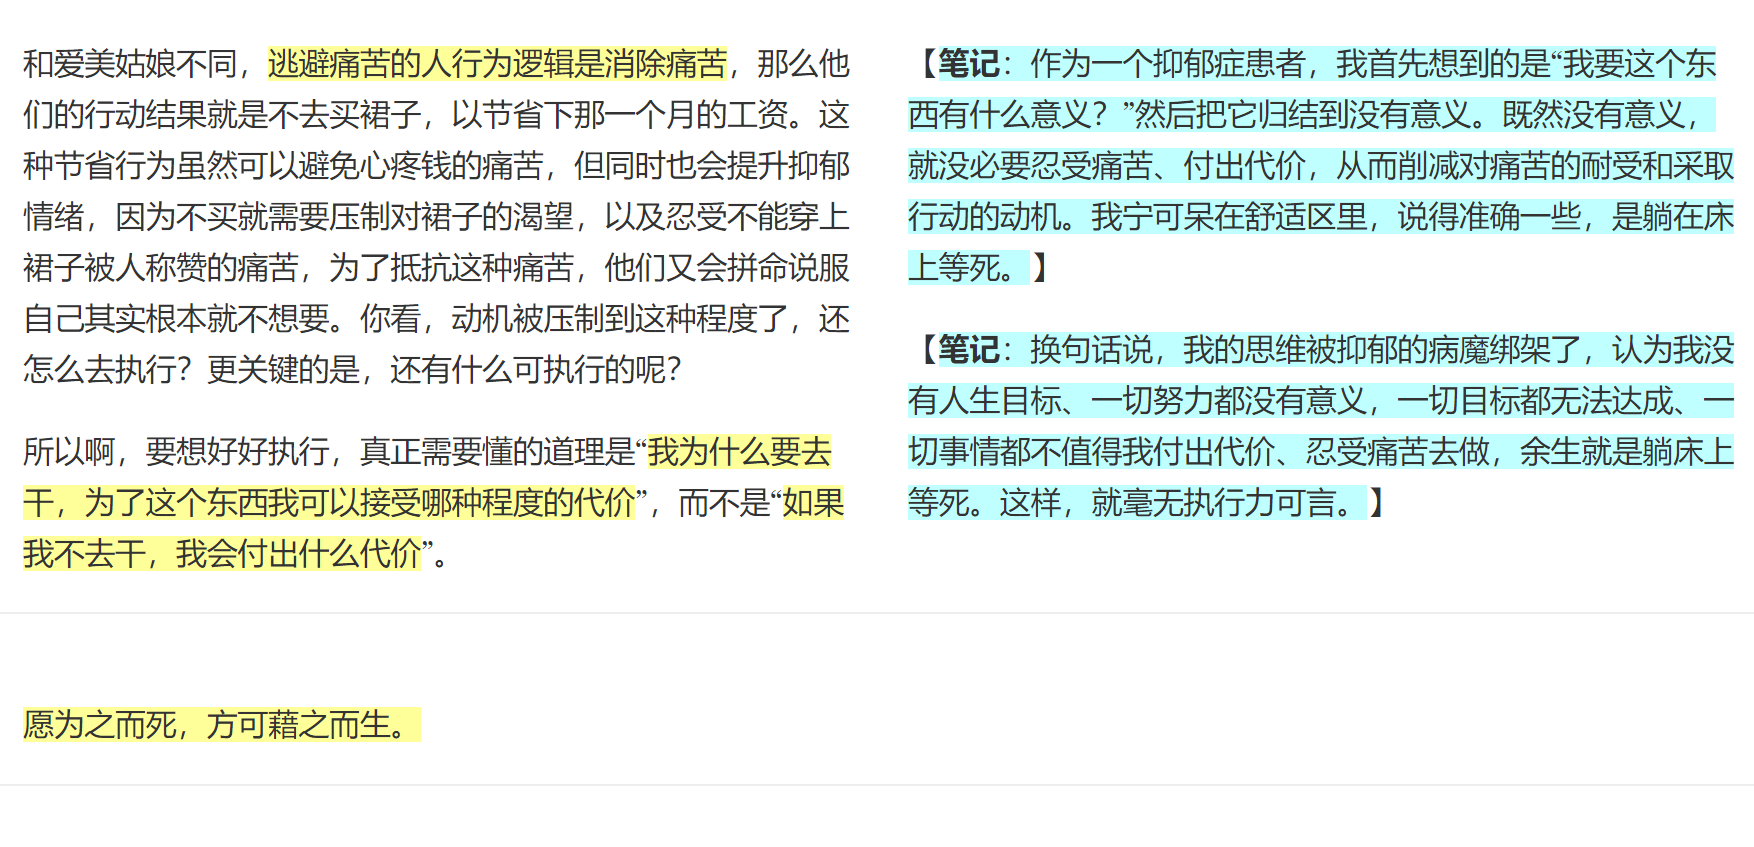 和爱美姑娘不同，逃避痛苦的人行为逻辑是消除痛苦，那么他
们的行动结果就是不去买裙子，以节省下那一个月的工资。这
种节省行为虽然可以避免心疼钱的痛苦，但同时也会提升抑郁
情绪，因为不买就需要压制对裙子的渴望，以及忍受不能穿上
裙子被人称赞的痛苦，为了抵抗这种痛苦，他们又会拼命说服
自己其实根本就不想要。你看，动机被压制到这种程度了，还
怎么去执行？更关键的是，还有什么可执行的呢？
所以啊，要想好好执行，真正需要懂的道理是“我为什么要去
干，为了这个东西我可以接受哪种程度的代价”，而不是“如果
我不去干，我会付出什么代价”。
【笔记：作为一个抑郁症患者，我首先想到的是“我要这个东
西有什么意义？”然后把它归结到没有意义。既然没有意义，
就没必要忍受痛苦、付出代价，从而削减对痛苦的耐受和采取
行动的动机。我宁可呆在舒适区里，说得准确一些，是躺在床
上等死。】
【笔记：换句话说，我的思维被抑郁的病魔绑架了，认为我没
有人生目标、一切努力都没有意义，一切目标都无法达成、一
切事情都不值得我付出代价、忍受痛苦去做，余生就是躺床上
等死。这样，就毫无执行力可言。】
愿为之而死，方可藉之而生。